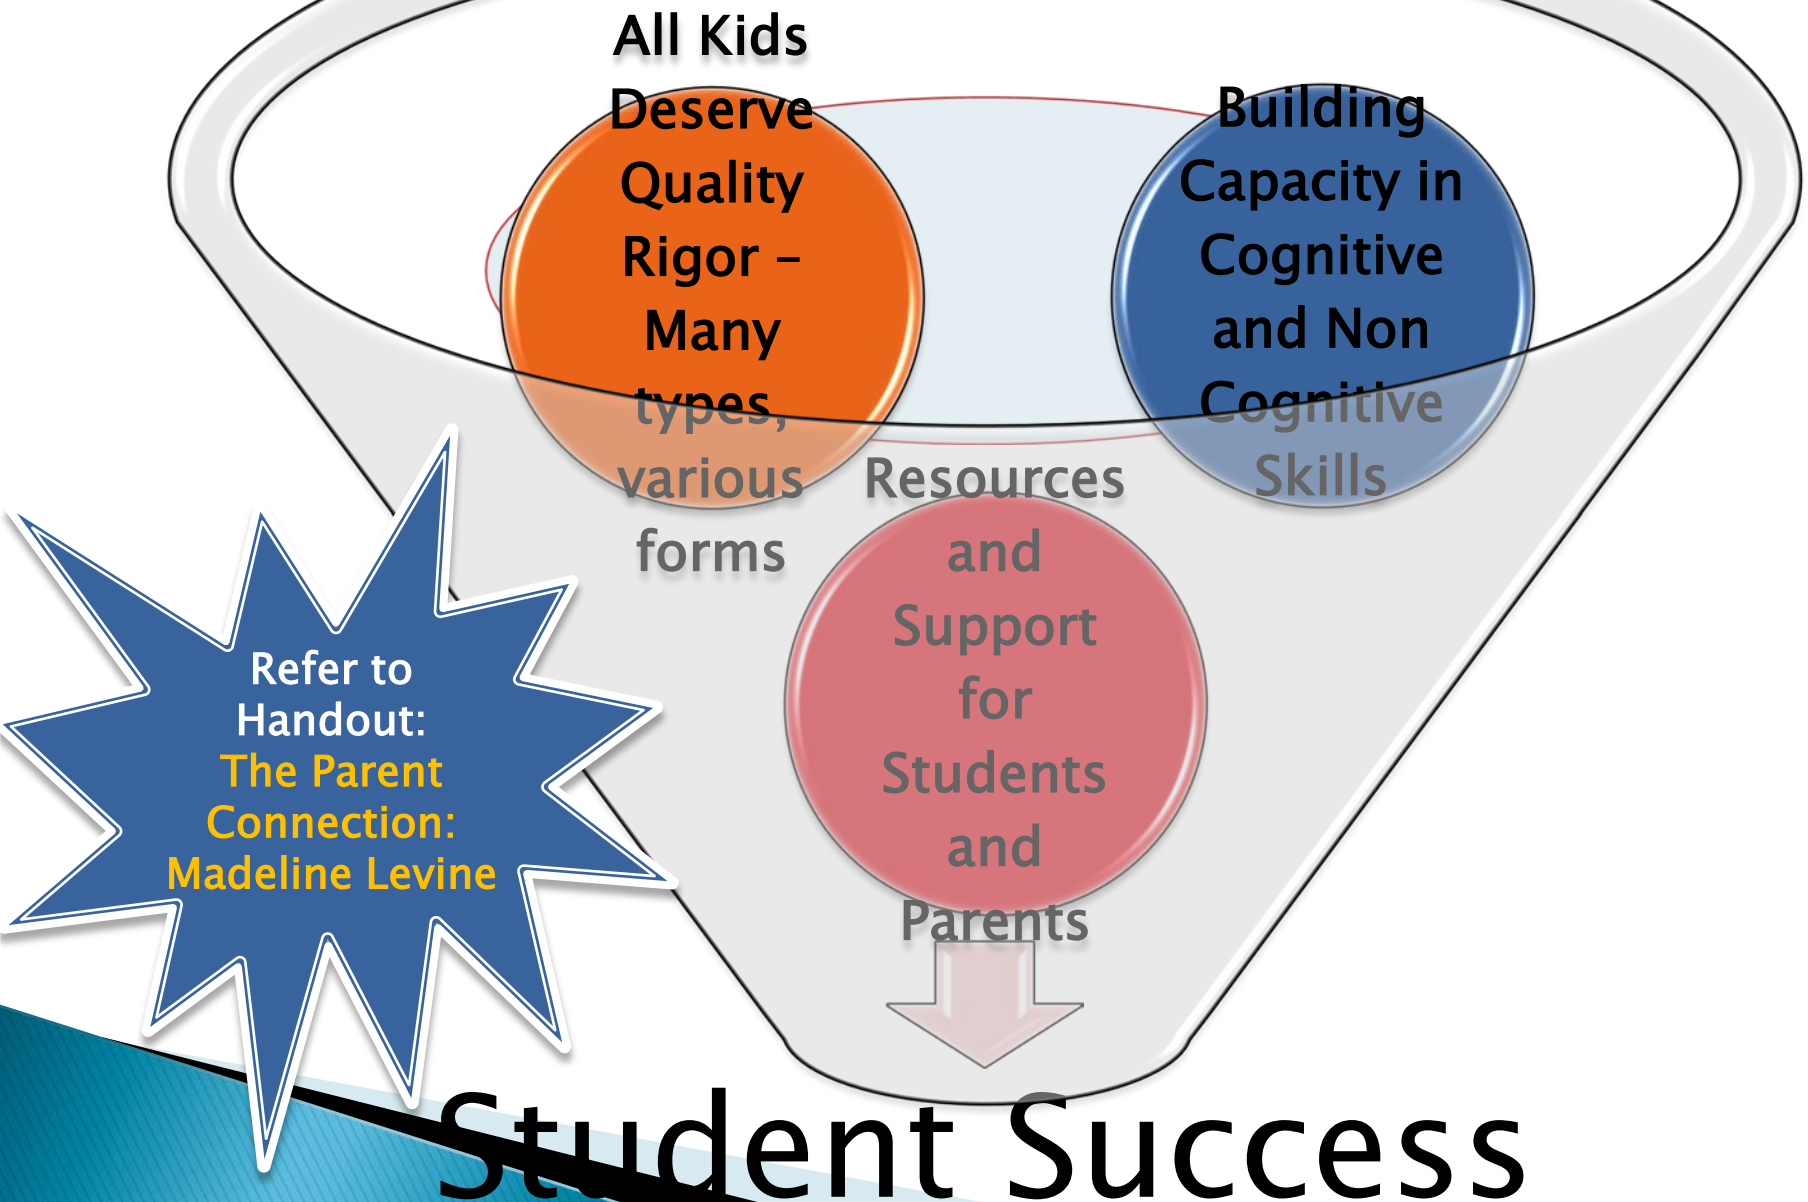 All Kids
Deserve
Quality
Rigor –
Many
types,
various
forms
Building
Capacity in
Cognitive
and Non
Cognitive
Skills
Resources
and
Support
for
Students
and
Parents
Refer to
Handout:
The Parent
Connection:
Madeline Levine
Student Success